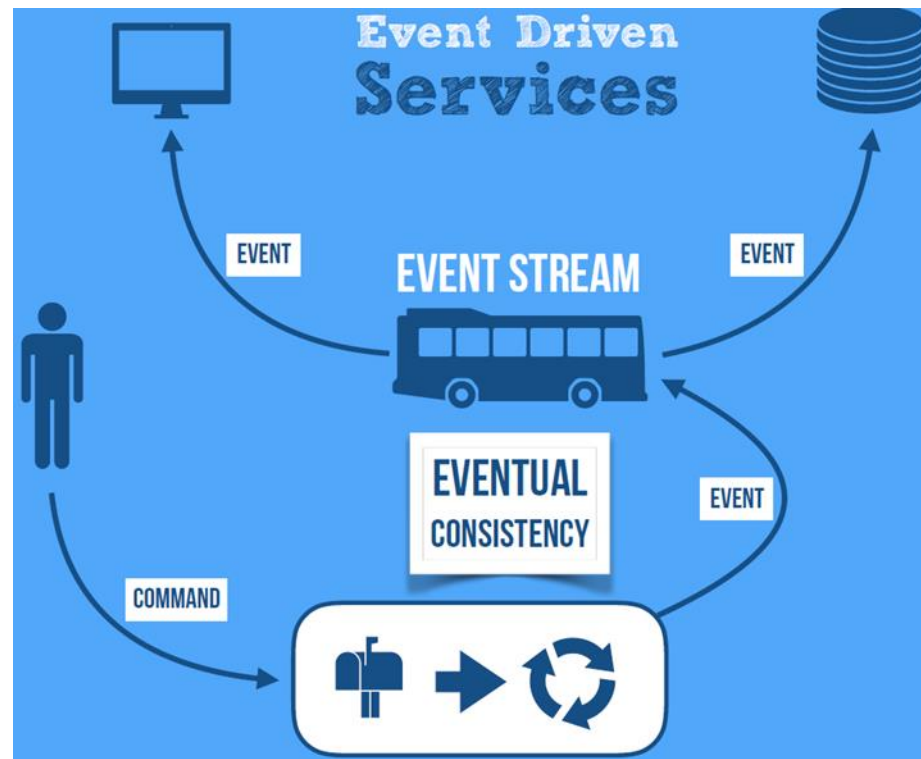 Event Driven
Services
EVENT
EVENT
EVENT STREAM
EVENTUAL
CONSISTENCY
EVENT
COMMAND